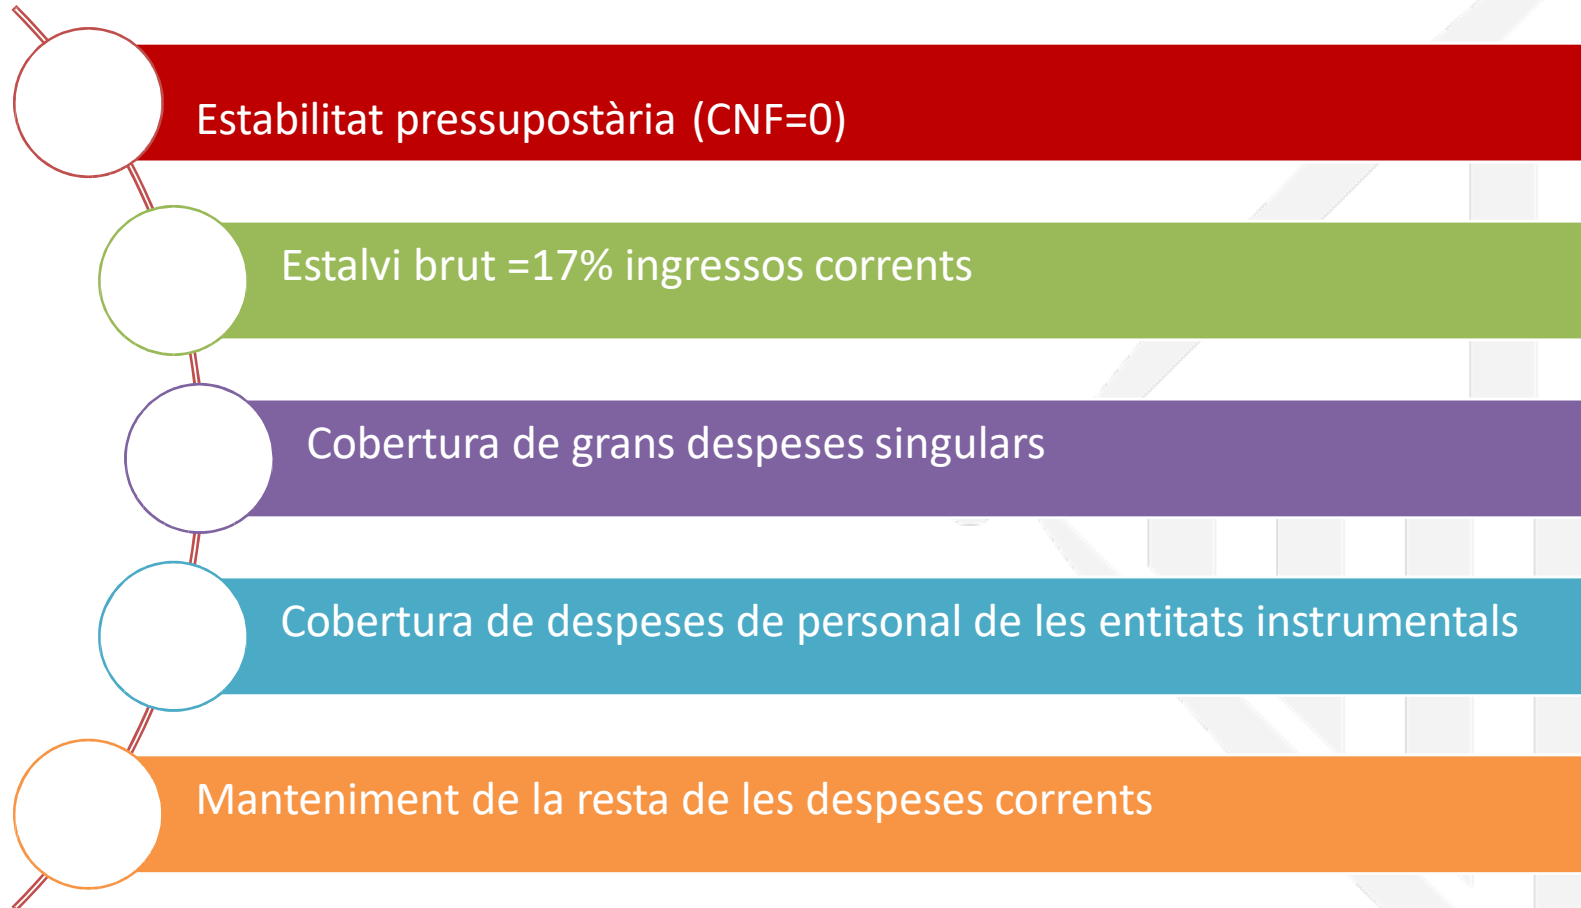 Estabilitat pressupostària (CNF=0)
Estalvi brut =17% ingressos corrents
Cobertura de grans despeses singulars
Cobertura de despeses de personal de les entitats instrumentals
Manteniment de la resta de les despeses corrents